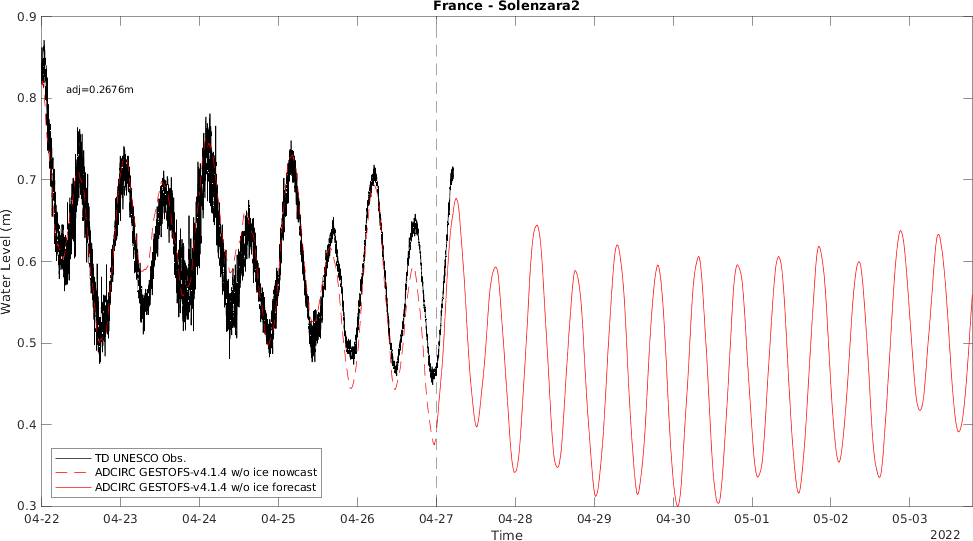 France - Solenzara2
0.9
0.8
0.7
0.6
0.5
0.4
0.3
Water Level (m)
adj=0.2676m
TD UNESCO Obs.
ADCIRC GESTOFS-v4.1.4 w/o ice nowcast
ADCIRC GESTOFS-v4.1.4 w/o ice forecast
04-22 04-23 04-24 04-25 04-26 04-27 04-28 04-29 04-30 05-01 05-02 05-03
Time
2022